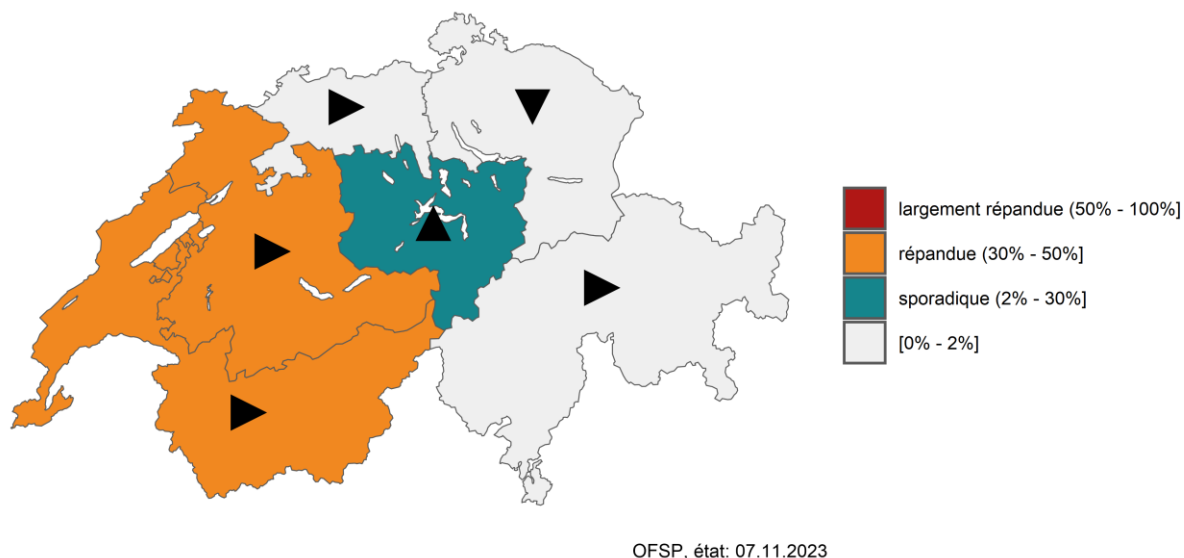 largement répandue (50% - 100%]
répandue (30% - 50%]
sporadique (2% - 30%]
[0% - 2%]
OFSP, état: 07.11.2023